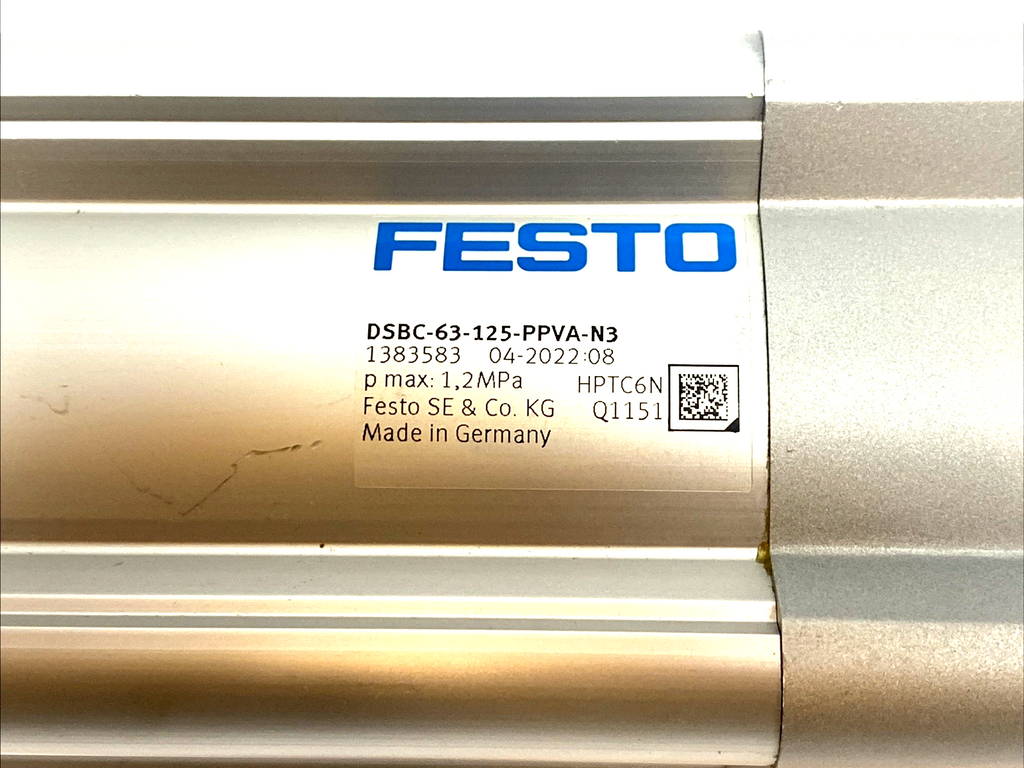 FESTO
DSBC-63-125-PPVA-N3
1383583 04-2022:08
p max: 1,2MPa HPTC6N
Festo SE & Co. KG Q1151
Made in Germany